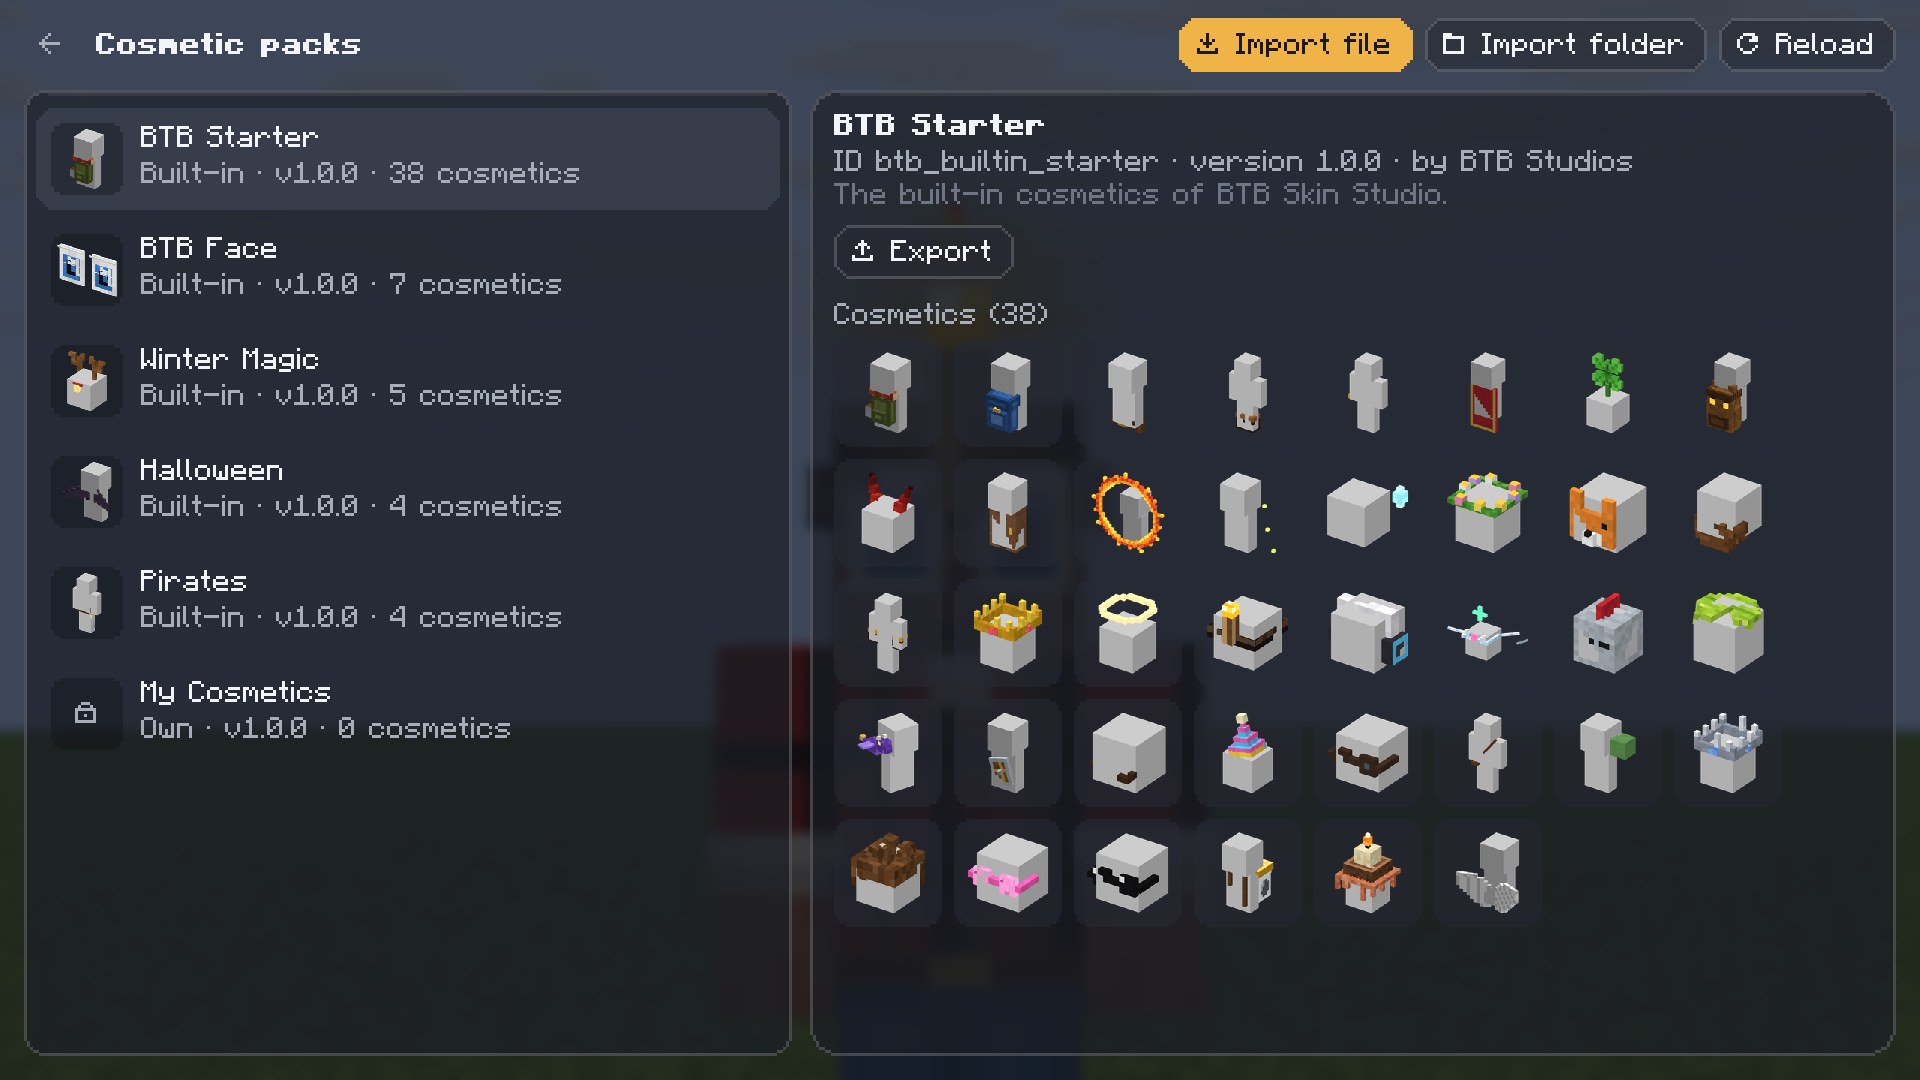 Cosmetic packs
Import file
Import folder
Reload
BTB Starter
Built-in · v1.0.0 · 38 cosmetics
BTB Face
Built-in · v1.0.0 · 7 cosmetics
Winter Magic
Built-in · v1.0.0 · 5 cosmetics
Halloween
Built-in · v1.0.0 · 4 cosmetics
Pirates
Built-in · v1.0.0 · 4 cosmetics
My Cosmetics
Own · v1.0.0 · 0 cosmetics
BTB Starter
ID btb_builtin_starter · version 1.0.0 · by BTB Studios
The built-in cosmetics of BTB Skin Studio.
Export
Cosmetics (38)